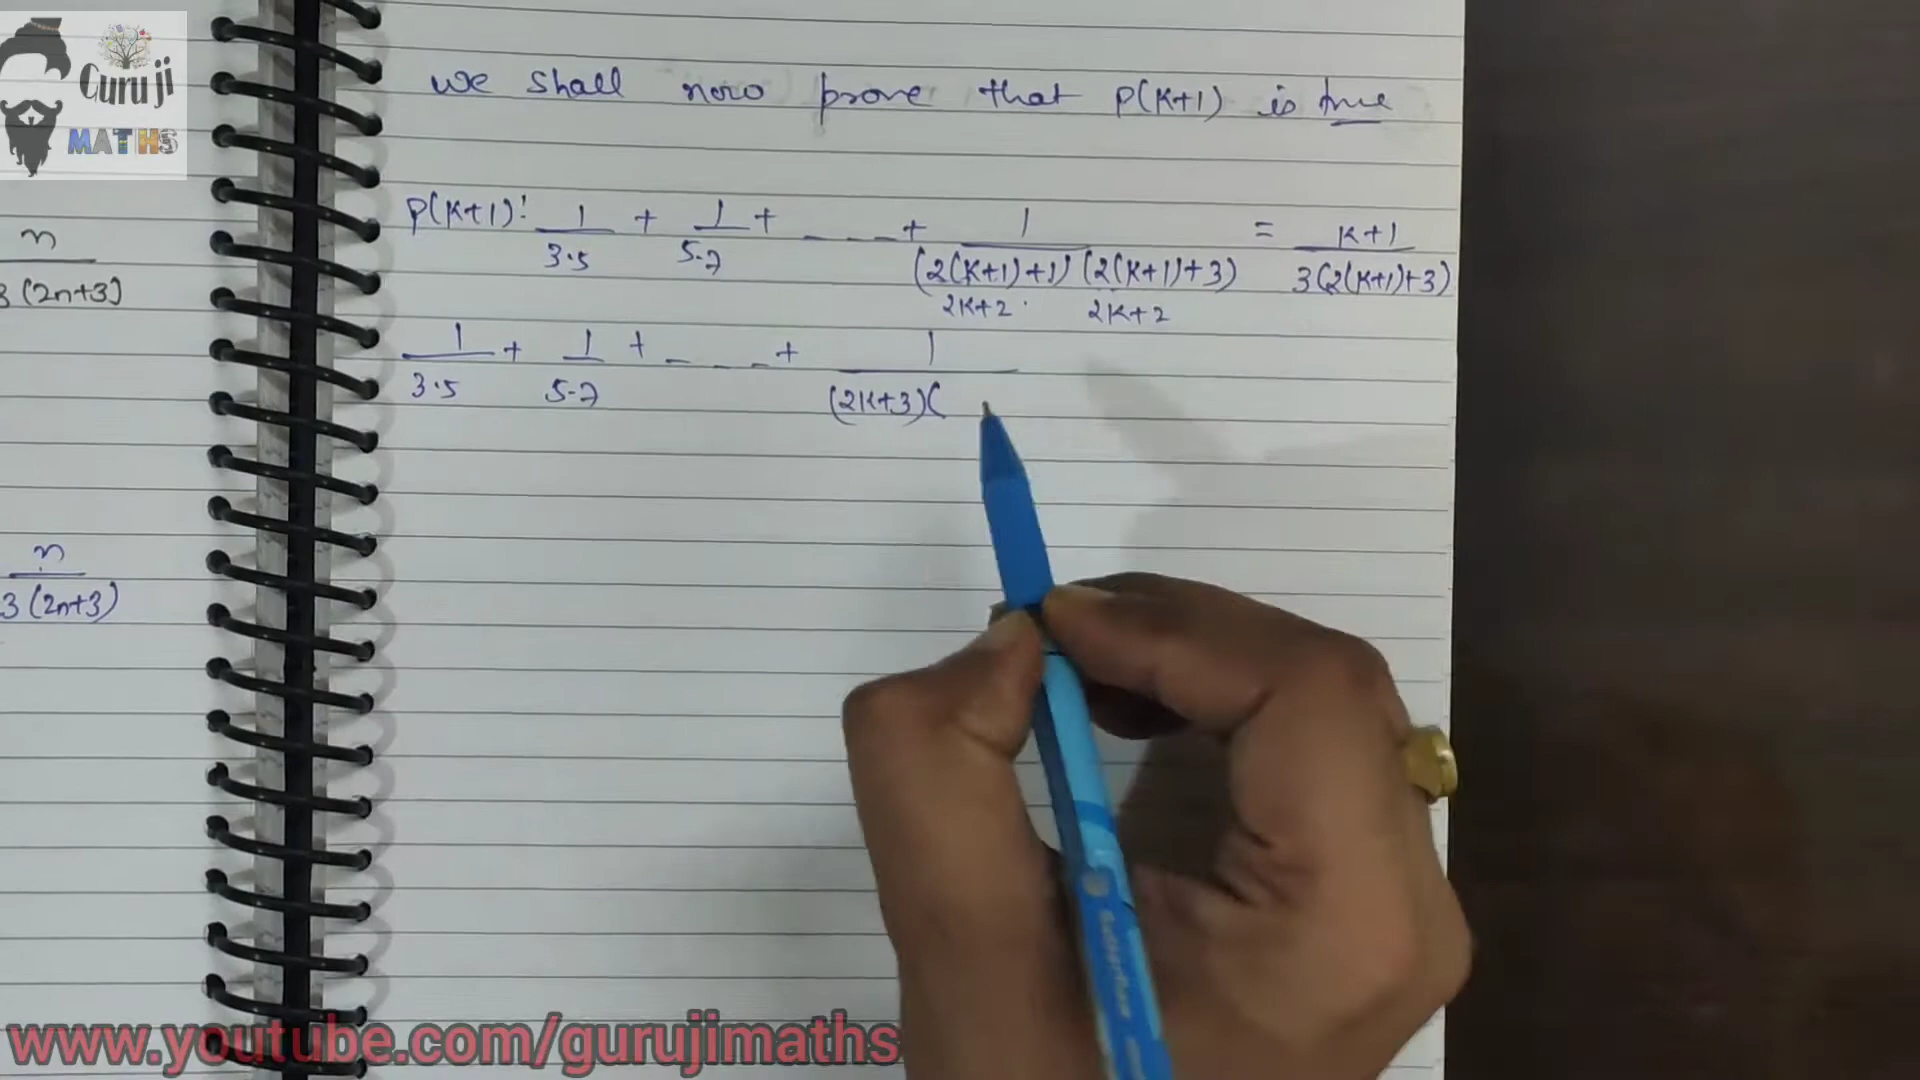 Guru ji
MATHS
n
3(2n+3)
n
3(2n+3)
we shall now prove that P(K+1) is true
P(K+1): 1/3·5 + 1/5·7 + _ _ _ + 1/(2(K+1)+1)(2(K+1)+3) = K+1/3(2(K+1)+3)
2K+2 · 2K+2
1/3·5 + 1/5·7 + _ _ _ + 1/(2K+3)(
www.youtube.com/gurujimaths